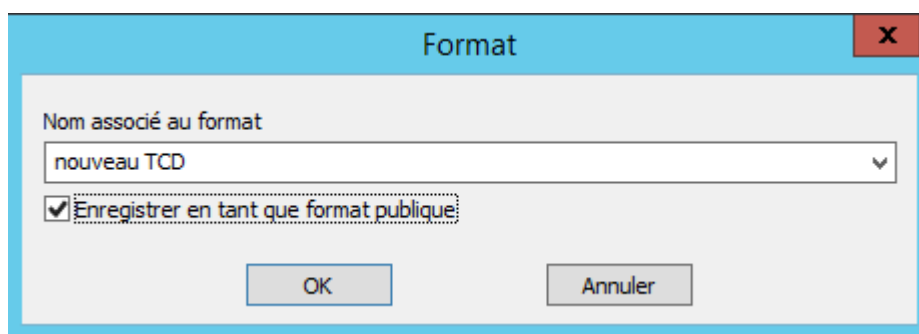 Format
x
Nom associé au format
nouveau TCD
Enregistrer en tant que format publique
OK
Annuler